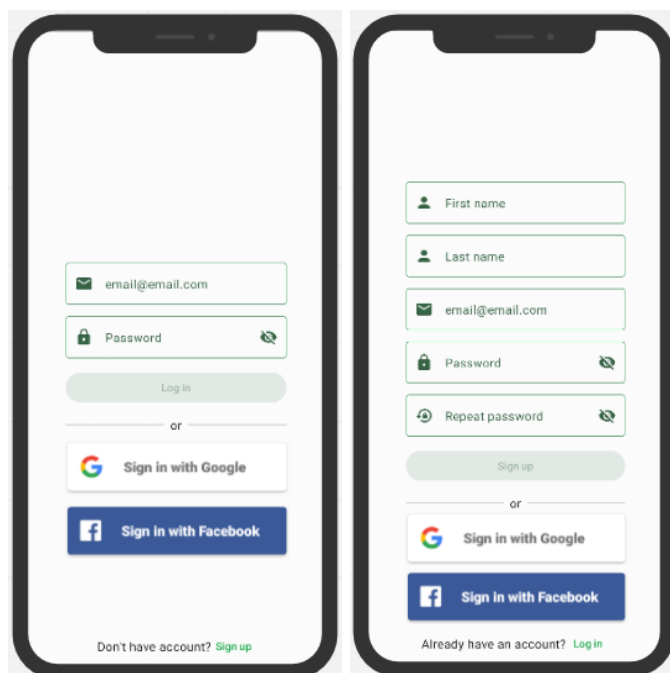 email@email.com
Password
Log in
or
Sign in with Google
Sign in with Facebook
Don't have account? Sign up
First name
Last name
email@email.com
Password
Repeat password
Sign up
or
Sign in with Google
Sign in with Facebook
Already have an account? Log in